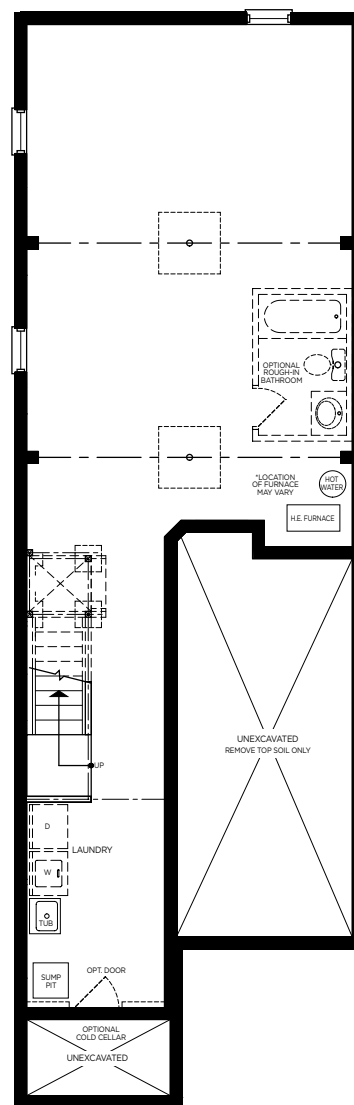 OPTIONAL
ROUGH-IN
BATHROOM
*LOCATION
OF FURNACE
MAY VARY
HOT
WATER
H.E. FURNACE
UNEXCAVATED
REMOVE TOP SOIL ONLY
UP
D
LAUNDRY
W
TUB
SUMP
PIT
OPT. DOOR
OPTIONAL
COLD CELLAR
UNEXCAVATED